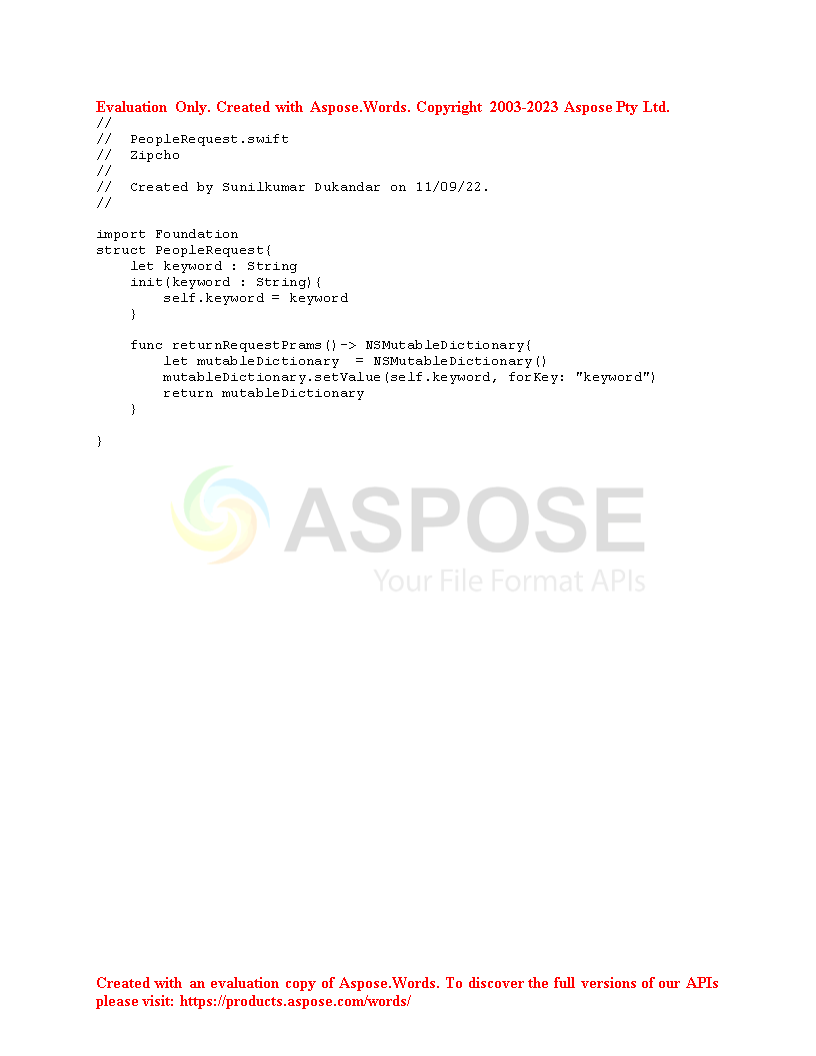 Evaluation Only. Created with Aspose.Words. Copyright 2003-2023 Aspose Pty Ltd.
//
//  PeopleRequest.swift
//  Zipcho
//
//  Created by Sunilkumar Dukandar on 11/09/22.
//
import Foundation
struct PeopleRequest{
    let keyword : String
    init(keyword : String){
        self.keyword = keyword
    }
    func returnRequestPrams()-> NSMutableDictionary{
        let mutableDictionary  = NSMutableDictionary()
        mutableDictionary.setValue(self.keyword, forKey: "keyword")
        return mutableDictionary
    }
}
ASPOSE
Your File Format APIs
Created with an evaluation copy of Aspose.Words. To discover the full versions of our APIs
please visit: https://products.aspose.com/words/